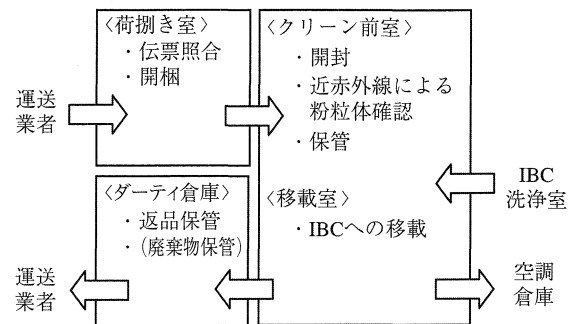 〈荷捌き室〉
・伝票照合
・開梱
運送
業者
〈クリーン前室〉
・開封
・近赤外線による
粉粒体確認
・保管
IBC
洗浄室
〈ダーティ倉庫〉
・返品保管
・(廃棄物保管)
〈移載室〉
・IBCへの移載
運送
業者
空調
倉庫